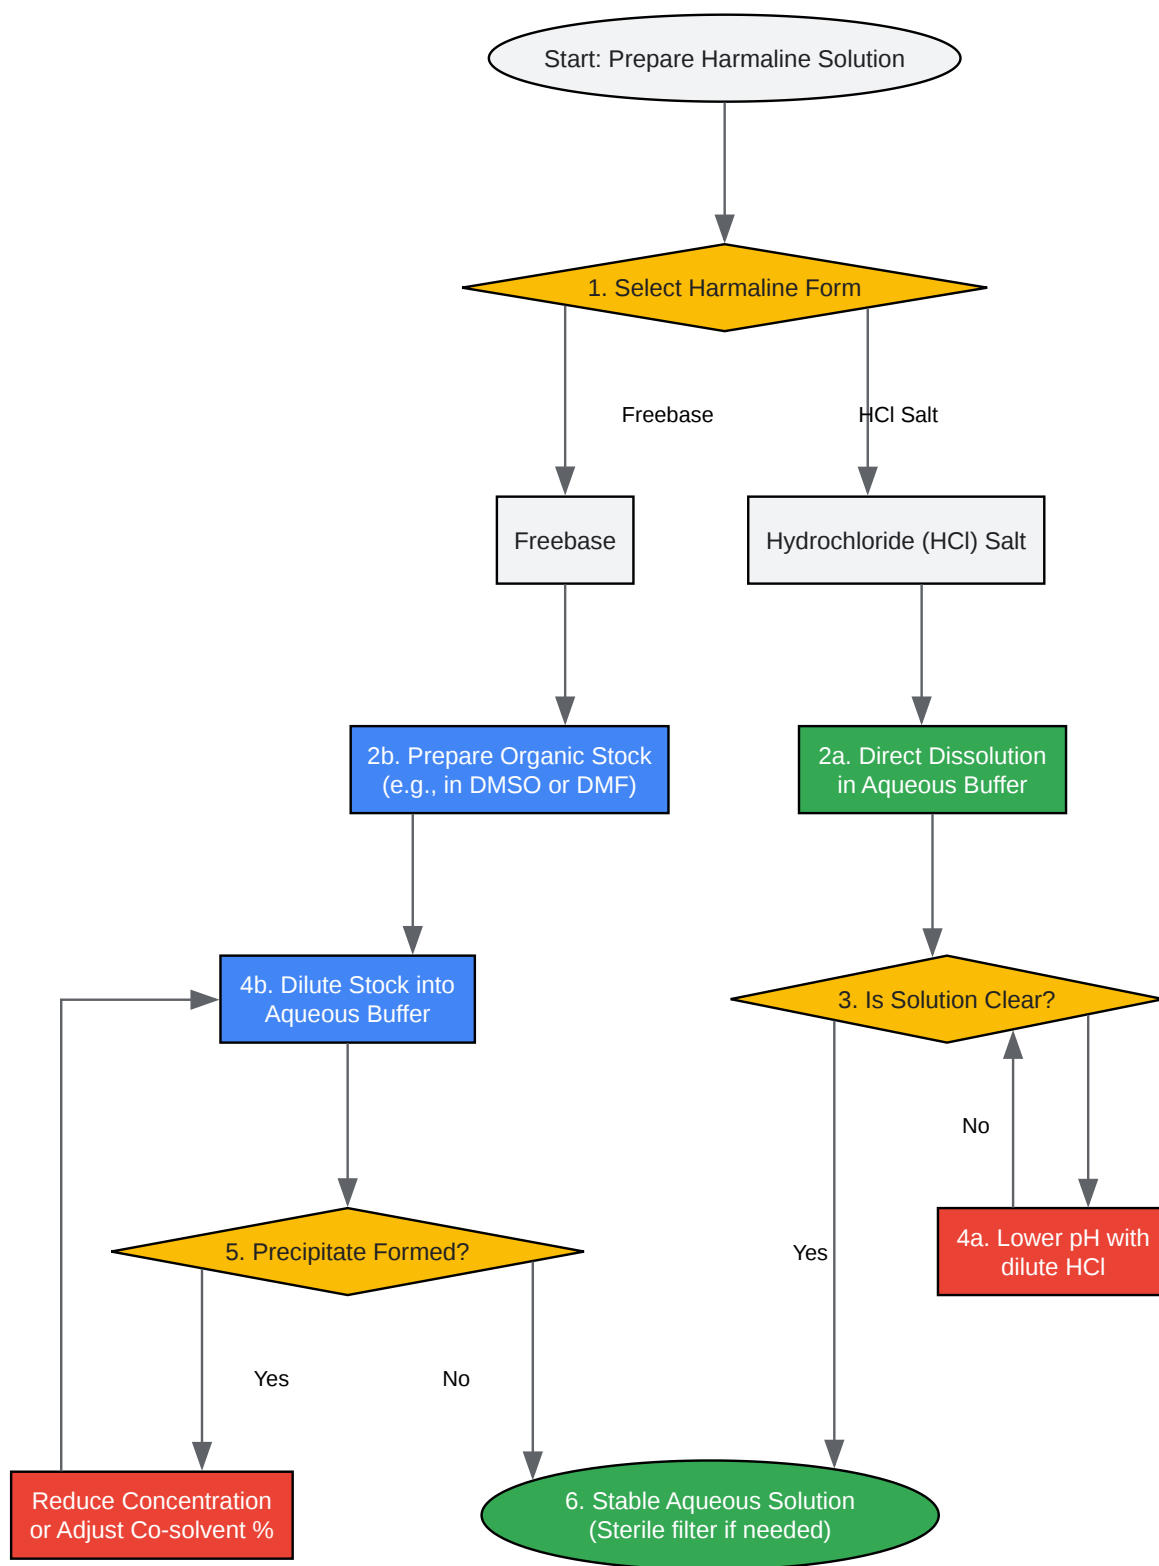 Start: Prepare Harmaline Solution
1. Select Harmaline Form
Freebase
HCl Salt
Freebase
Hydrochloride (HCl) Salt
2b. Prepare Organic Stock
(e.g., in DMSO or DMF)
2a. Direct Dissolution
in Aqueous Buffer
4b. Dilute Stock into
Aqueous Buffer
3. Is Solution Clear?
No
4a. Lower pH with
dilute HCl
5. Precipitate Formed?
Yes
Yes
No
Reduce Concentration
or Adjust Co-solvent %
6. Stable Aqueous Solution
(Sterile filter if needed)